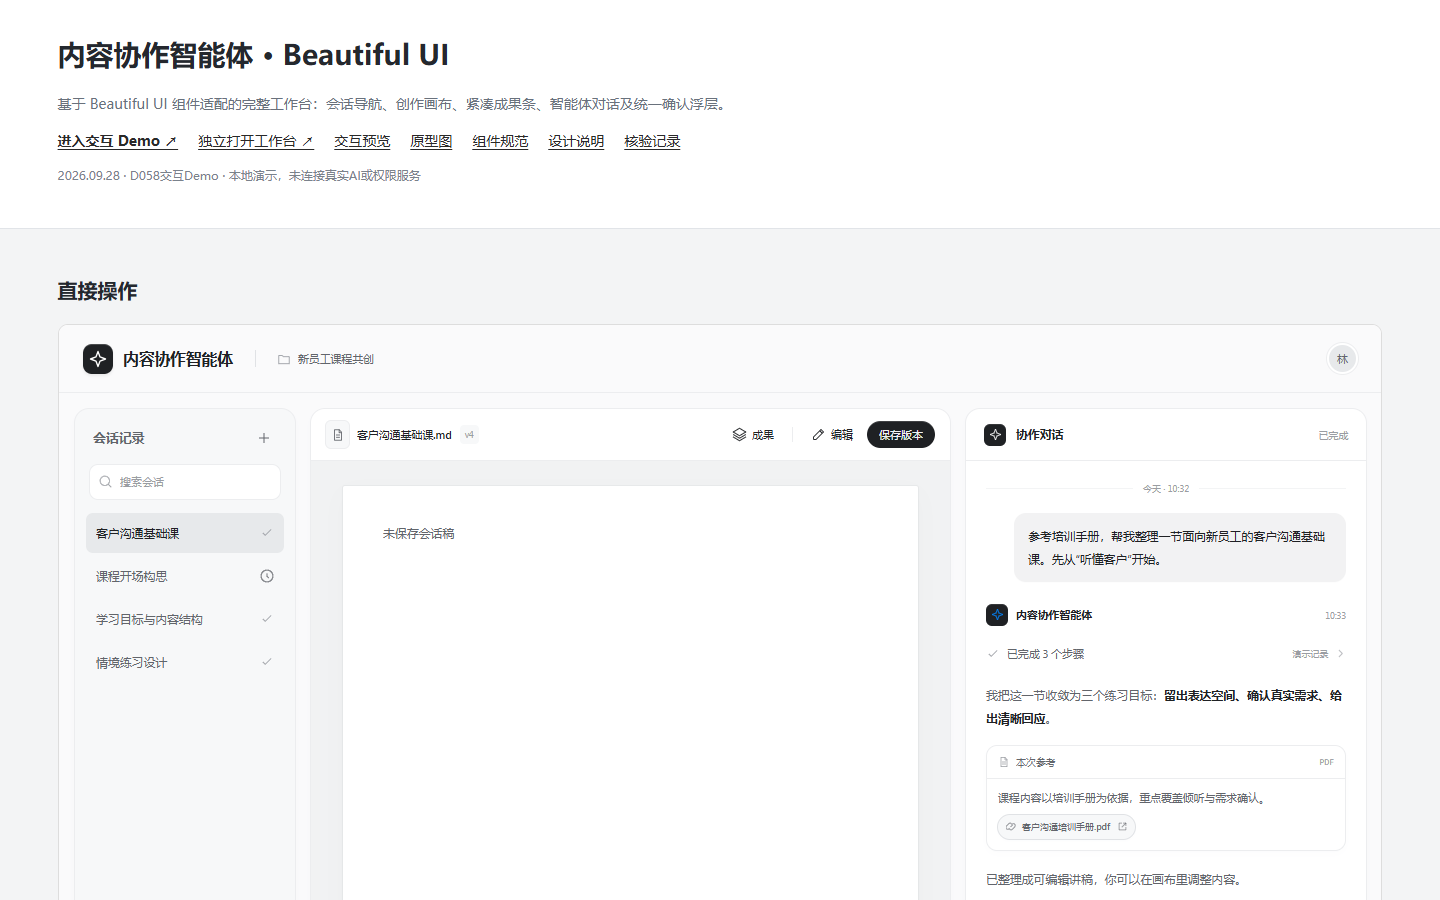 内容协作智能体 • Beautiful UI
基于 Beautiful UI 组件适配的完整工作台：会话导航、创作画布、紧凑成果条、智能体对话及统一确认浮层。
进入交互 Demo ↗ 独立打开工作台 ↗ 交互预览 原型图 组件规范 设计说明 核验记录
2026.09.28 · D058交互Demo · 本地演示，未连接真实AI或权限服务
直接操作
内容协作智能体 新员工课程共创 林
会话记录
搜索会话
客户沟通基础课
课程开场构思
学习目标与内容结构
情境练习设计
客户沟通基础课.md v4 成果 编辑 保存版本
未保存会话稿
协作对话 已完成
今天 · 10:32
参考培训手册，帮我整理一节面向新员工的客户沟通基础
课。先从“听懂客户”开始。
内容协作智能体 10:33
已完成 3 个步骤 演示记录
我把这一节收敛为三个练习目标：留出表达空间、确认真实需求、给
出清晰回应。
本次参考 PDF
课程内容以培训手册为依据，重点覆盖倾听与需求确认。
客户沟通培训手册.pdf
已整理成可编辑讲稿，你可以在画布里调整内容。